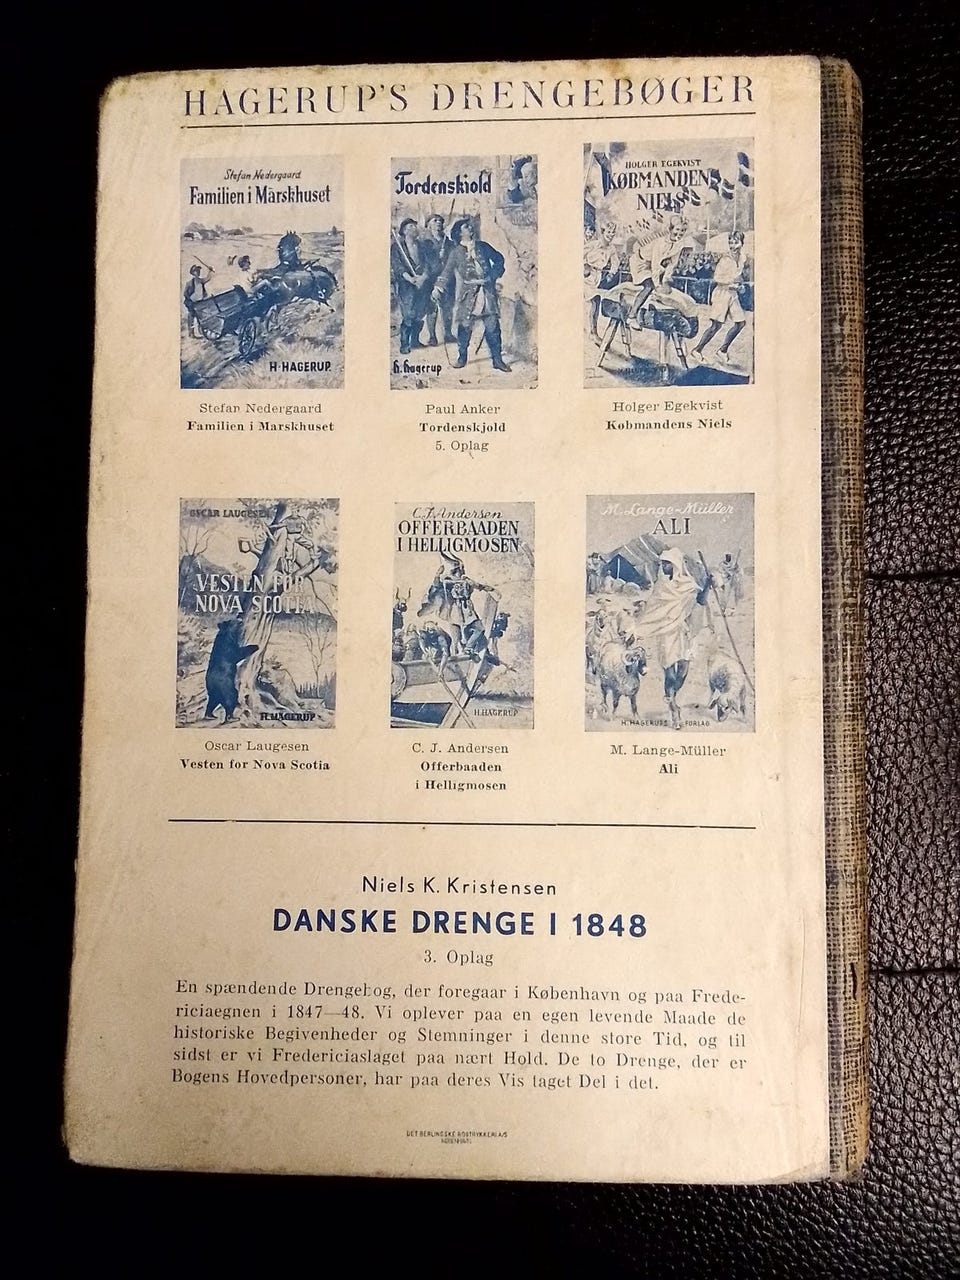 HAGERUP'S DRENGEBØGER
Stefan Nedergaard
Familien i Marskhuset
H. HAGERUP.
Tordenskiold
h. hagerup
HOLGER EGEKVIST
KØBMANDENS
NIELS
Stefan Nedergaard
Familien i Marskhuset
Paul Anker
Tordenskjold
5. Oplag
Holger Egekvist
Købmandens Niels
OSCAR LAUGESEN
VESTEN FOR
NOVA SCOTIA
H. HAGERUP
C. J. Andersen
OFFERBAADEN
I HELLIGMOSEN
H. HAGERUP
M. Lange-Müller
ALI
H. HAGERUPS FORLAG
Oscar Laugesen
Vesten for Nova Scotia
C. J. Andersen
Offerbaaden
i Helligmosen
M. Lange-Müller
Ali
Niels K. Kristensen
DANSKE DRENGE I 1848
3. Oplag
En spændende Drengebog, der foregaar i København og paa Frede-
riciaegnen i 1847—48. Vi oplever paa en egen levende Maade de
historiske Begivenheder og Stemninger i denne store Tid, og til
sidst er vi Fredericiaslaget paa nært Hold. De to Drenge, der er
Bogens Hovedpersoner, har paa deres Vis taget Del i det.
DET BERLINGSKE BOGTRYKKERI A/S
KØBENHAVN